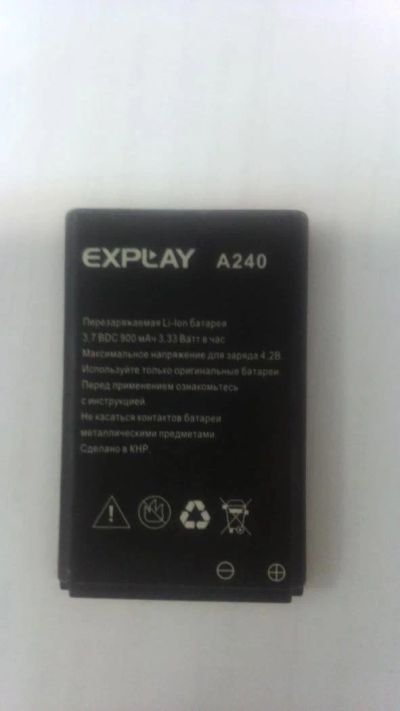 EXPLAY A240
Перезаряжаемая Li-Ion батарея
3,7 BDC 900 мАч 3,33 Ватт в час
Максимальное напряжение для заряда 4,2В.
Используйте только оригинальные батареи.
Перед применением ознакомьтесь
с инструкцией.
Не касаться контактов батареи
металлическими предметами.
Сделано в КНР.